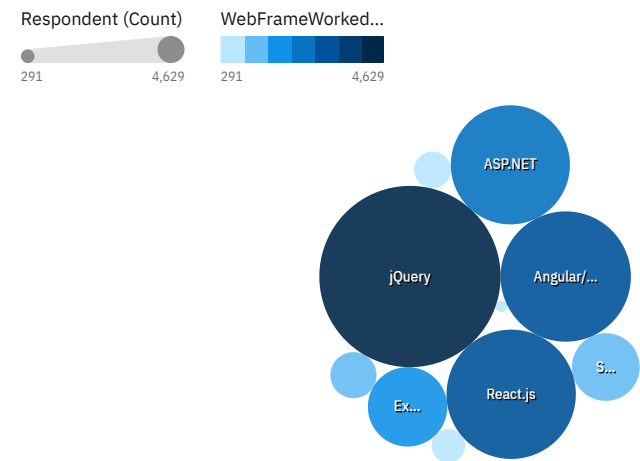 Respondent (Count)
WebFrameWorked...
291
4,629
291
4,629
ASP.NET
jQuery
Angular/...
S...
React.js
Ex...